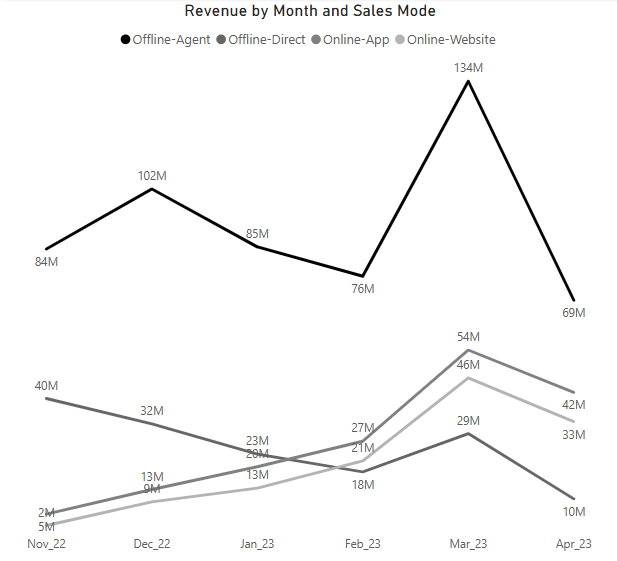 Revenue by Month and Sales Mode
Offline-Agent Offline-Direct Online-App Online-Website
134M
102M
85M
84M
76M
69M
54M
46M
40M
42M
32M
33M
29M
27M
23M
20M
21M
13M
13M
18M
9M
10M
2M
5M
Nov_22 Dec_22 Jan_23 Feb_23 Mar_23 Apr_23